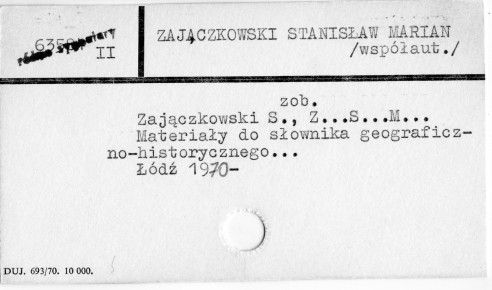 ZAJĄCZKOWSKI STANISŁAW MARIAN
/współaut./
II
zob.
Zajączkowski S., Z...S...M...
Materiały do słownika geograficz-
no-historycznego...
Łódź 1970-
DUJ. 693/70. 10 000.